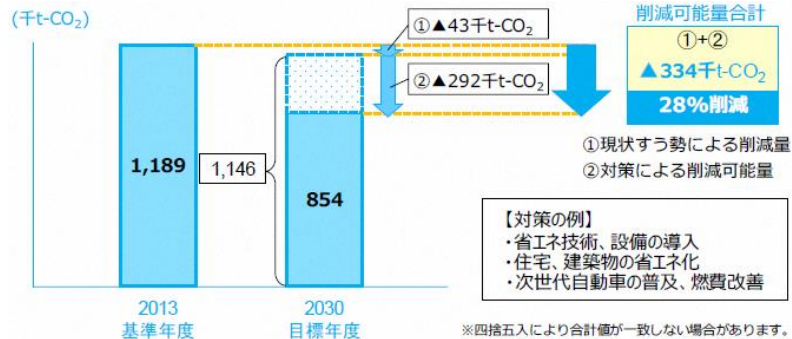 (千t-CO₂)
①▲43千t-CO₂
②▲292千t-CO₂
削減可能量合計
①+②
▲334千t-CO₂
28%削減
①現状すう勢による削減量
②対策による削減可能量
1,189
1,146
854
【対策の例】
・省エネ技術、設備の導入
・住宅、建築物の省エネ化
・次世代自動車の普及、燃費改善
2013
基準年度
2030
目標年度
※四捨五入により合計値が一致しない場合があります。